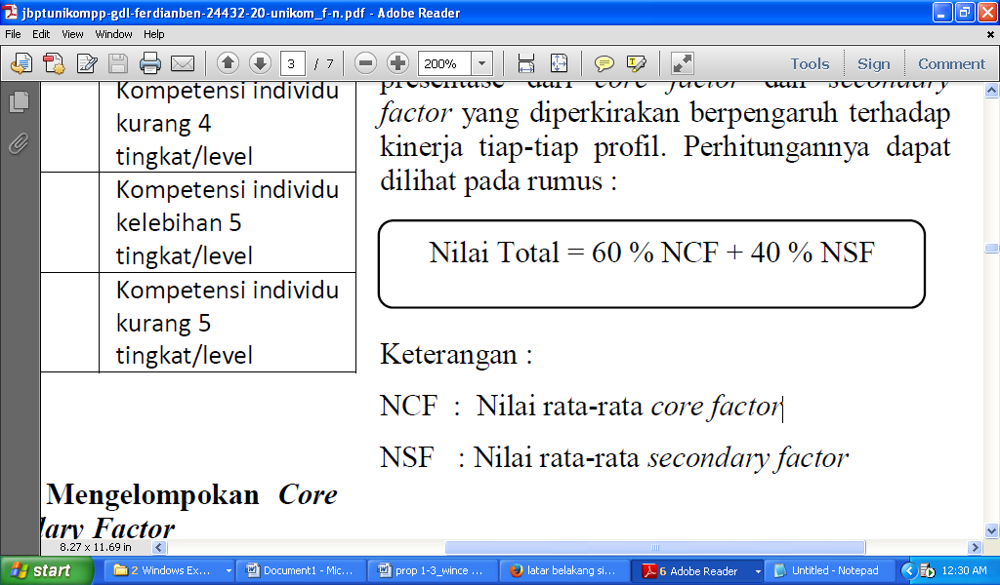 jbptunikompp-gdl-ferdianben-24432-20-unikom_f-n.pdf - Adobe Reader
File Edit View Window Help
3 / 7 200% Tools Sign Comment
Kompetensi individu
kurang 4
tingkat/level
Kompetensi individu
kelebihan 5
tingkat/level
Kompetensi individu
kurang 5
tingkat/level
Mengelompokan Core
dary Factor
presentase dari core factor dan secondary
factor yang diperkirakan berpengaruh terhadap
kinerja tiap-tiap profil. Perhitungannya dapat
dilihat pada rumus :
Nilai Total = 60 % NCF + 40 % NSF
Keterangan :
NCF : Nilai rata-rata core factor
NSF : Nilai rata-rata secondary factor
8.27 x 11.69 in
start 2 Windows Ex... Document1 - Mic... prop 1-3_wince ... latar belakang si... 6 Adobe Reader Untitled - Notepad 12:30 AM